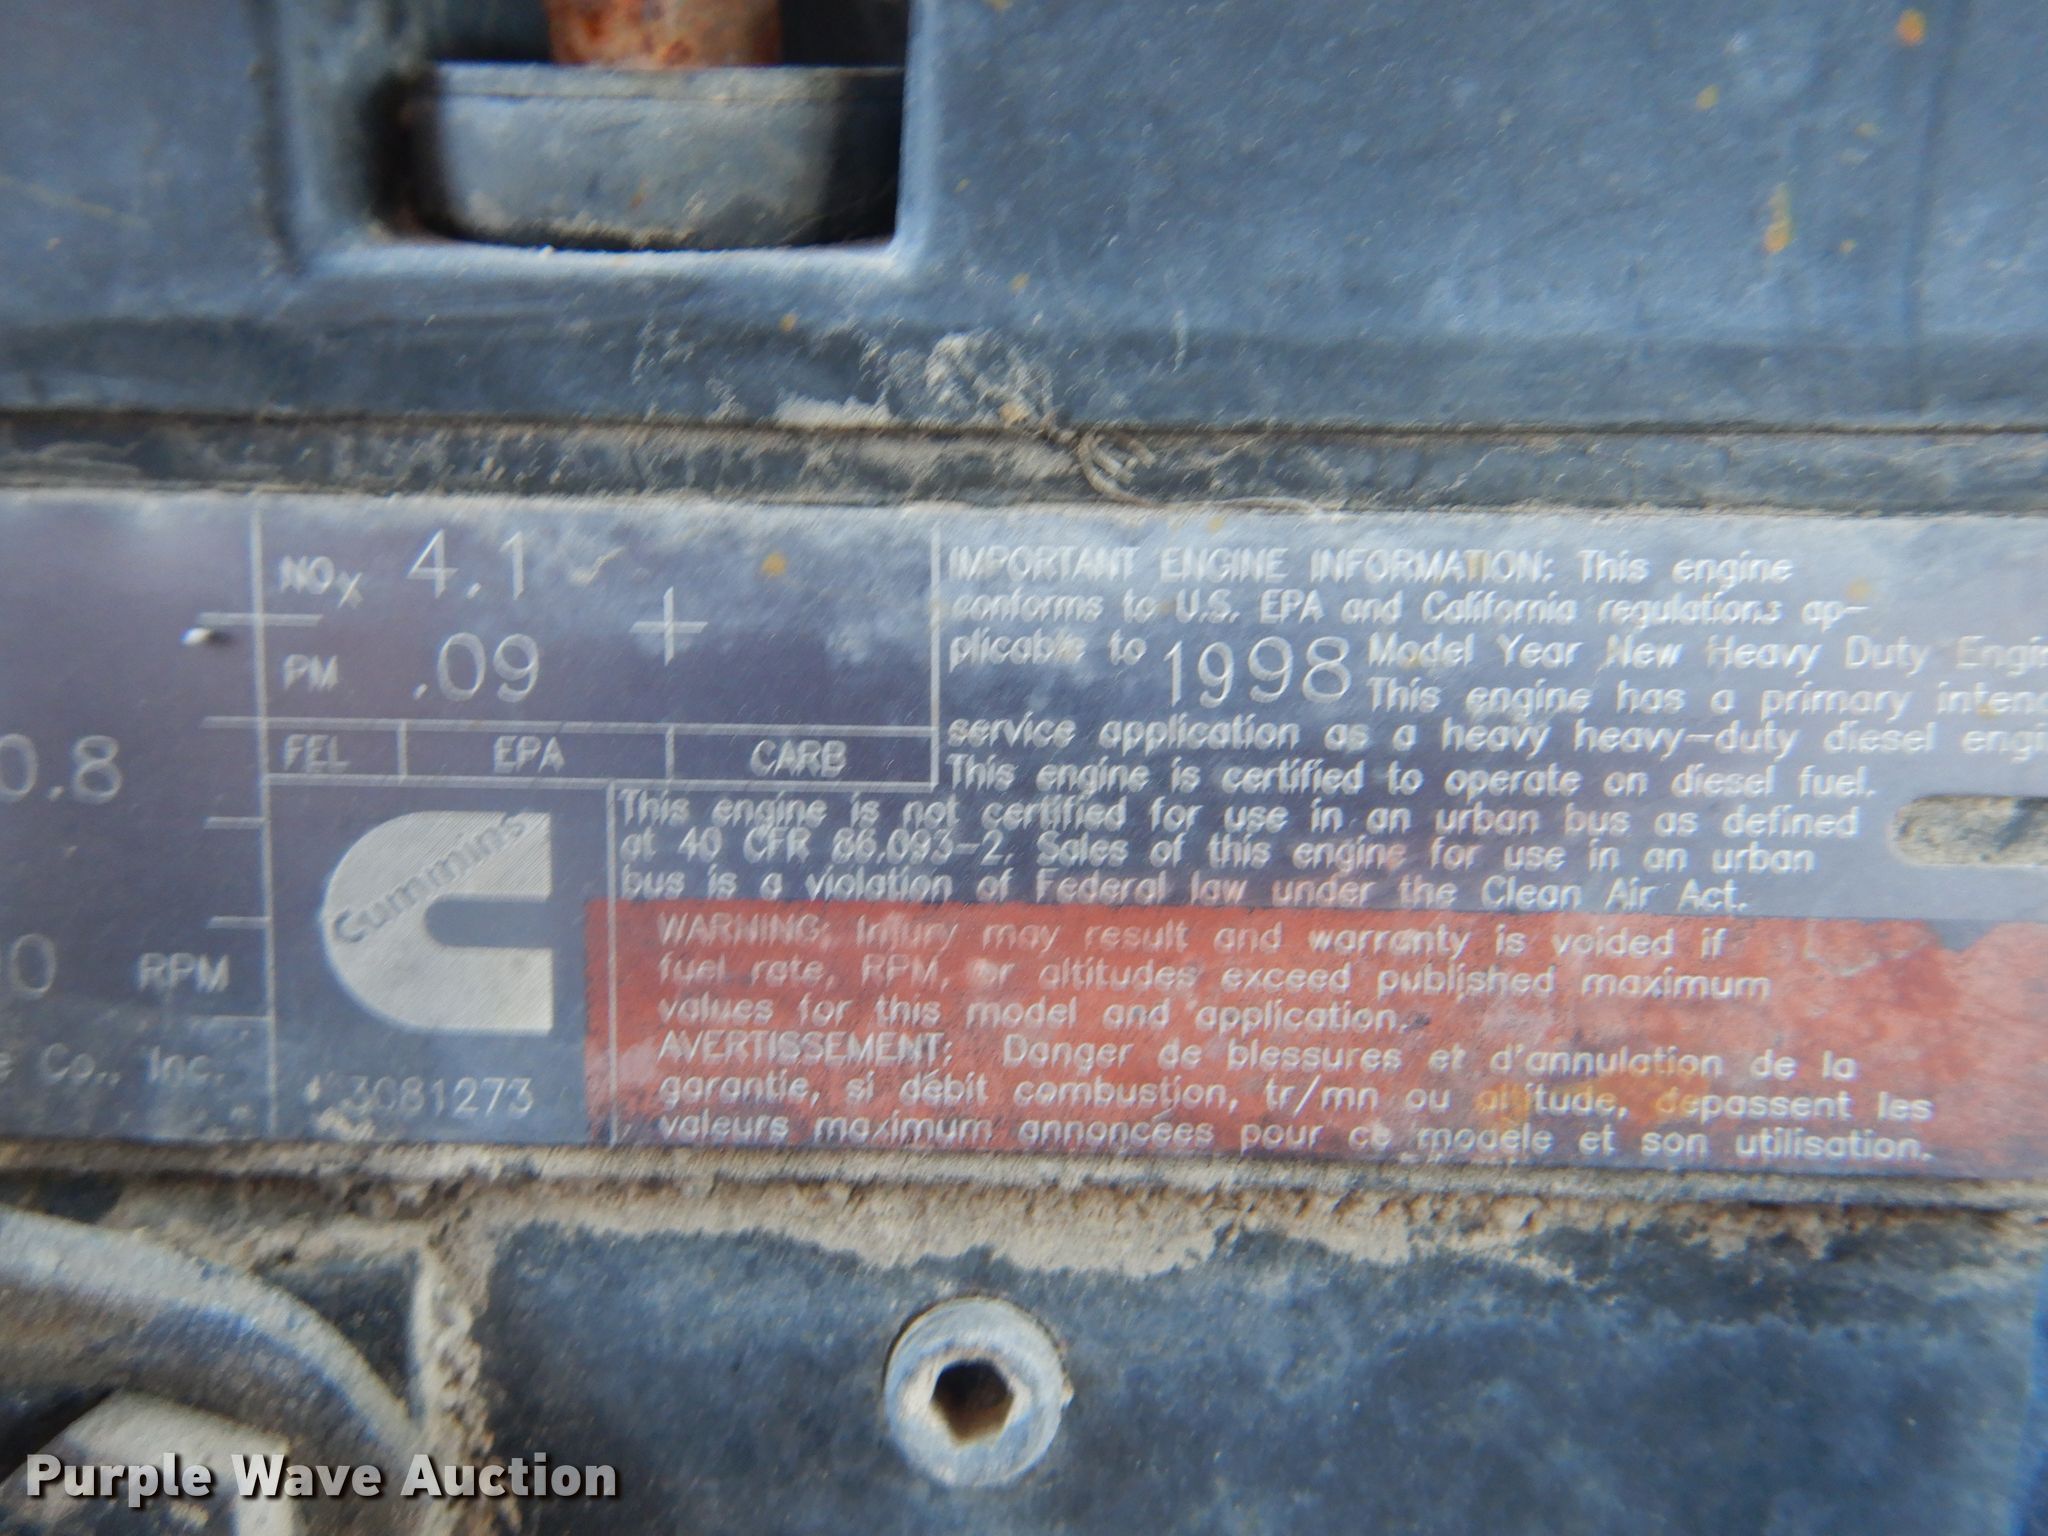 NOx 4.1
PM .09
FEL EPA CARB
0.8
RPM
Co., Inc.
Cummins
3081273
IMPORTANT ENGINE INFORMATION: This engine
conforms to U.S. EPA and California regulations ap-
plicable to 1998 Model Year New Heavy Duty
This engine has a primary
service application as a heavy heavy-duty diesel
This engine is certified to operate on diesel fuel.
This engine is not certified for use in an urban bus as defined
at 40 CFR 86.093-2. Sales of this engine for use in an urban
bus is a violation of Federal law under the Clean Air Act.
WARNING: Injury may result and warranty is voided if
fuel rate, RPM, or altitudes exceed published maximum
values for this model and application.
AVERTISSEMENT: Danger de blessures et d'annulation de la
garantie, si débit combustion, tr/mn ou altitude, depassent les
valeurs maximum annoncées pour ce modèle et son utilisation.
Purple Wave Auction